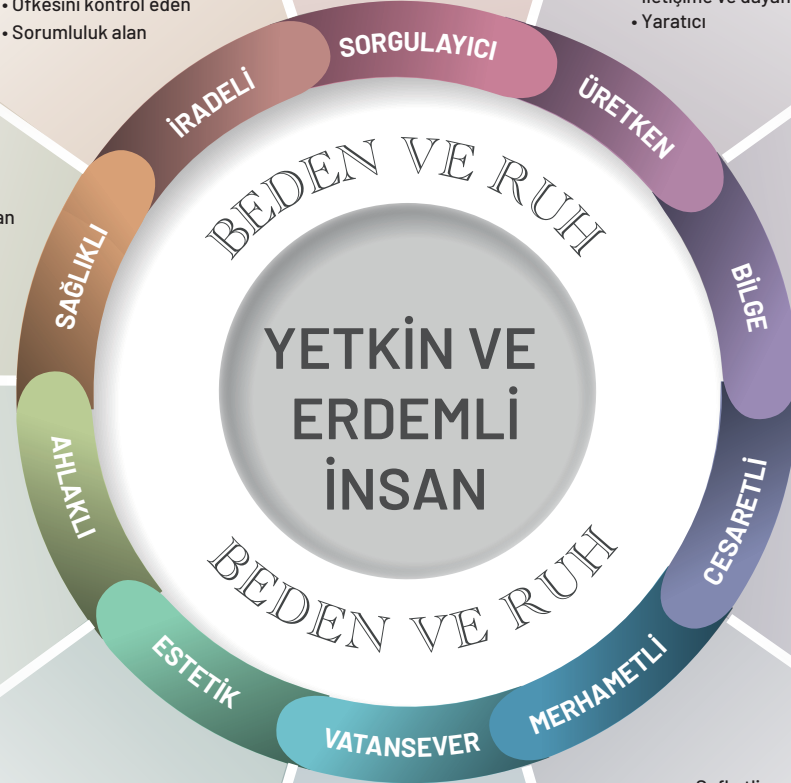 • Öfkesini kontrol eden
• Sorumluluk alan
• Yaratıcı
SORGULAYICI
İRADELİ
ÜRETKEN
BEDEN VE RUH
SAĞLIKLI
BİLGE
YETKİN VE
ERDEMLİ
İNSAN
AHLAKLI
CESARETLİ
BEDEN VE RUH
ESTETİK
MERHAMETLİ
VATANSEVER